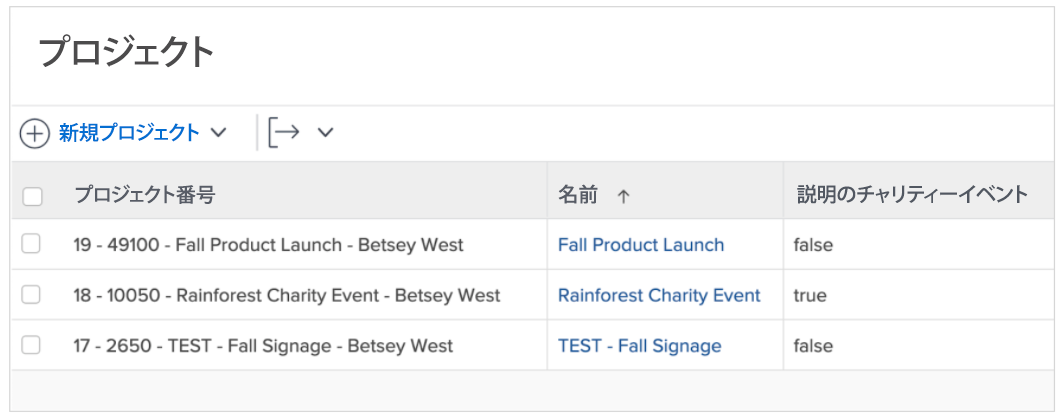 プロジェクト
新規プロジェクト
プロジェクト番号 名前 ↑ 説明のチャリティーイベント
19 - 49100 - Fall Product Launch - Betsey West Fall Product Launch false
18 - 10050 - Rainforest Charity Event - Betsey West Rainforest Charity Event true
17 - 2650 - TEST - Fall Signage - Betsey West TEST - Fall Signage false